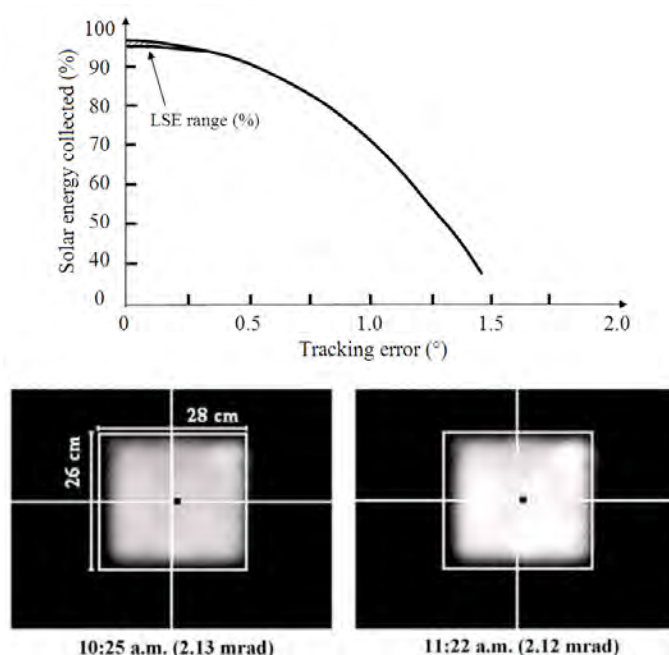 100
90
80
70
60
50
40
0
Solar energy collected (%)
LSE range (%)
0 0.5 1.0 1.5 2.0
Tracking error (°)
28 cm
26 cm
10:25 a.m. (2.13 mrad)
11:22 a.m. (2.12 mrad)